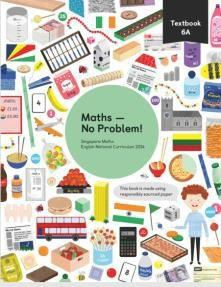 Textbook
6A
Maths —
No Problem!
Singapore Maths
English National Curriculum 2014
This book is made using
responsibly sourced paper